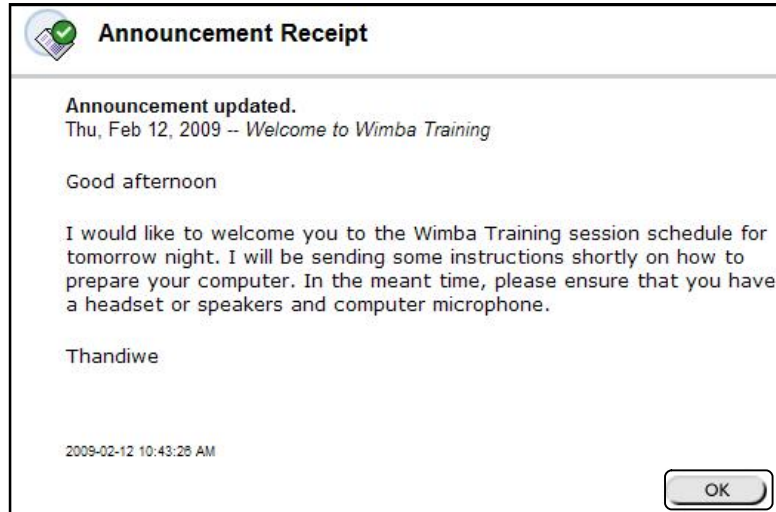 Announcement Receipt
Announcement updated.
Thu, Feb 12, 2009 -- Welcome to Wimba Training
Good afternoon
I would like to welcome you to the Wimba Training session schedule for
tomorrow night. I will be sending some instructions shortly on how to
prepare your computer. In the meant time, please ensure that you have
a headset or speakers and computer microphone.
Thandiwe
2009-02-12 10:43:26 AM
OK